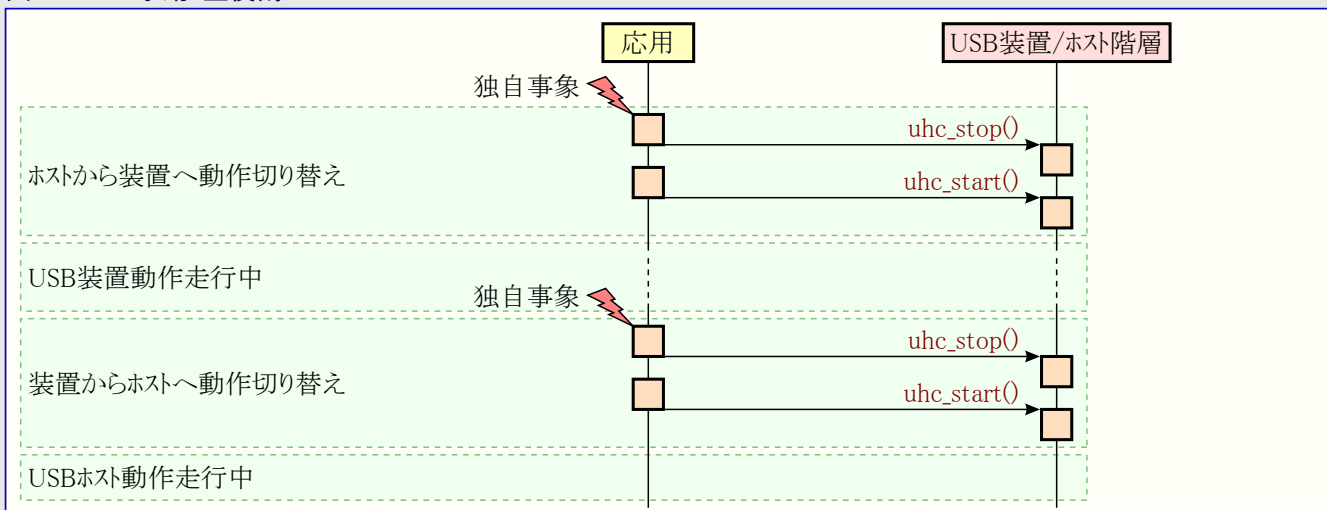 応用
USB装置/ホスト階層
独自事象
uhc_stop()
ホストから装置へ動作切り替え
uhc_start()
USB装置動作走行中
独自事象
uhc_stop()
装置からホストへ動作切り替え
uhc_start()
USBホスト動作走行中